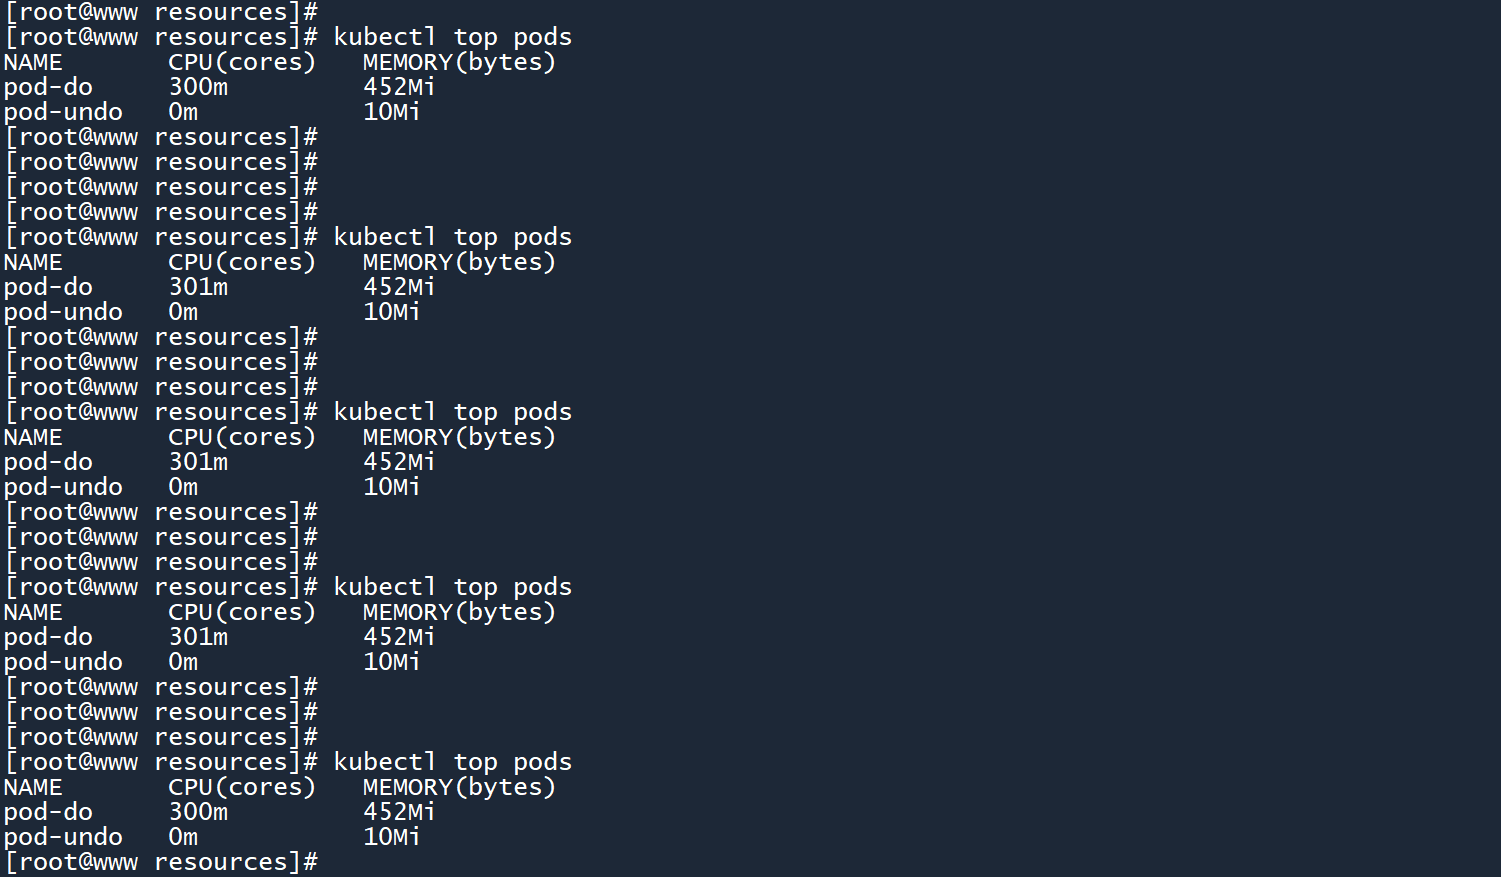 [root@www resources]#
[root@www resources]# kubectl top pods
NAME       CPU(cores)   MEMORY(bytes)
pod-do     300m         452Mi
pod-undo   0m           10Mi
[root@www resources]#
[root@www resources]#
[root@www resources]#
[root@www resources]#
[root@www resources]# kubectl top pods
NAME       CPU(cores)   MEMORY(bytes)
pod-do     301m         452Mi
pod-undo   0m           10Mi
[root@www resources]#
[root@www resources]#
[root@www resources]#
[root@www resources]# kubectl top pods
NAME       CPU(cores)   MEMORY(bytes)
pod-do     301m         452Mi
pod-undo   0m           10Mi
[root@www resources]#
[root@www resources]#
[root@www resources]#
[root@www resources]# kubectl top pods
NAME       CPU(cores)   MEMORY(bytes)
pod-do     301m         452Mi
pod-undo   0m           10Mi
[root@www resources]#
[root@www resources]#
[root@www resources]#
[root@www resources]# kubectl top pods
NAME       CPU(cores)   MEMORY(bytes)
pod-do     300m         452Mi
pod-undo   0m           10Mi
[root@www resources]#